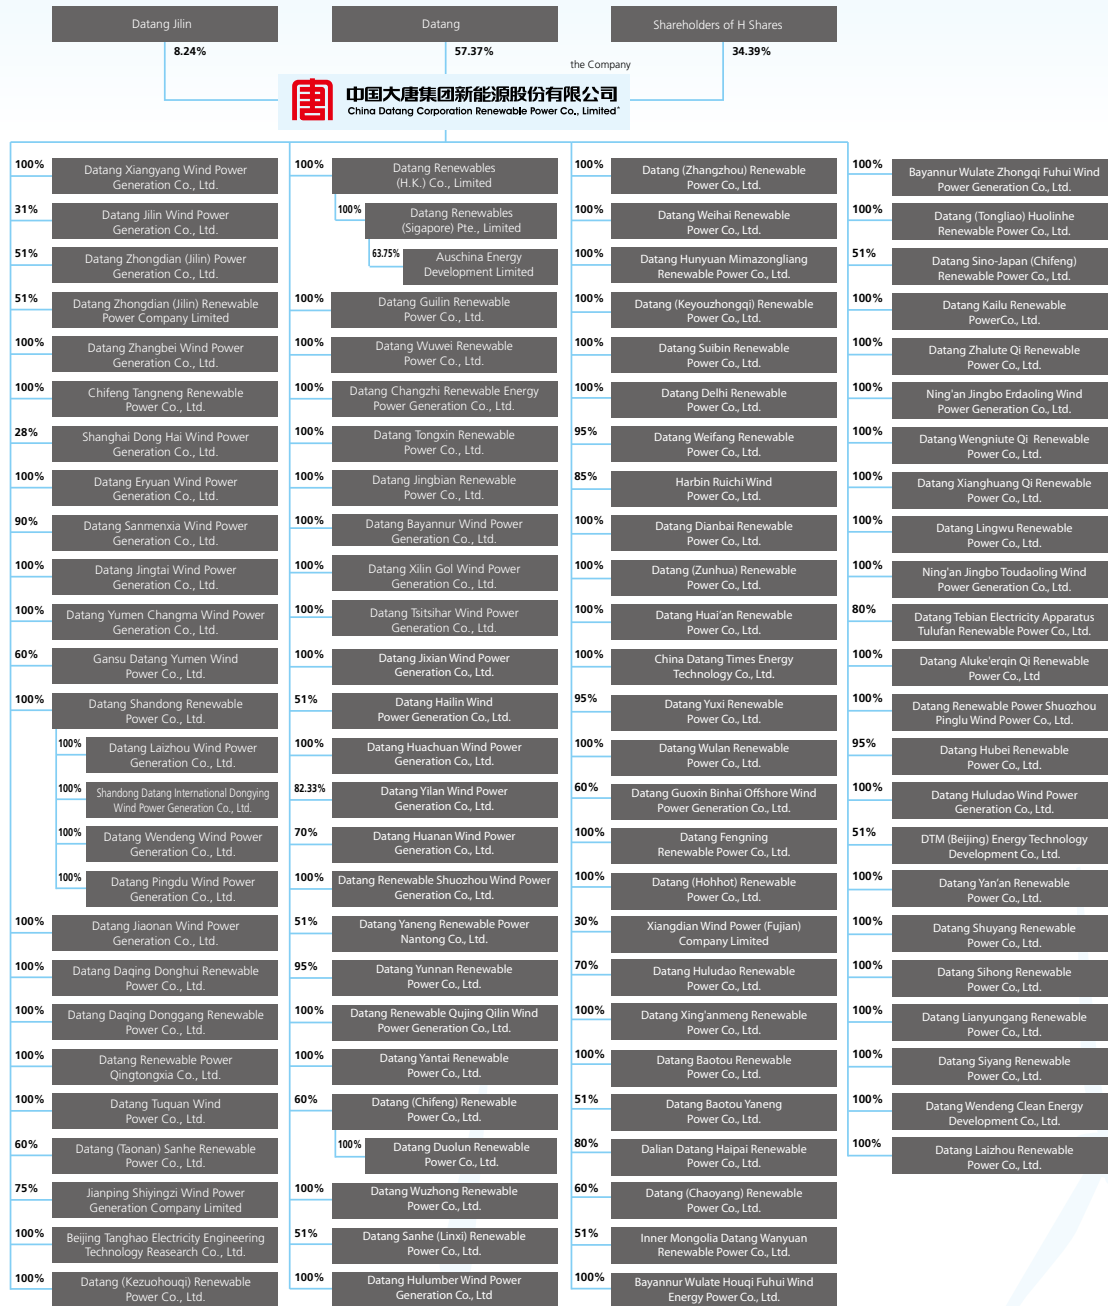 Datang Jilin
Datang
Shareholders of H Shares
8.24%
57.37%
34.39%
the Company
唐
中国大唐集团新能源股份有限公司
China Datang Corporation Renewable Power Co., Limited*
100%
Datang Xiangyang Wind Power
Generation Co., Ltd.
31%
Datang Jilin Wind Power
Generation Co., Ltd.
51%
Datang Zhongdian (Jilin) Power
Generation Co., Ltd.
51%
Datang Zhongdian (Jilin) Renewable
Power Company Limited
100%
Datang Zhangbei Wind Power
Generation Co., Ltd.
100%
Chifeng Tangneng Renewable
Power Co., Ltd.
28%
Shanghai Dong Hai Wind Power
Generation Co., Ltd.
100%
Datang Eryuan Wind Power
Generation Co., Ltd.
90%
Datang Sanmenxia Wind Power
Generation Co., Ltd.
100%
Datang Jingtai Wind Power
Generation Co., Ltd.
100%
Datang Yumen Changma Wind Power
Generation Co., Ltd.
60%
Gansu Datang Yumen Wind
Power Co., Ltd.
100%
Datang Shandong Renewable
Power Co., Ltd.
100%
Datang Laizhou Wind Power
Generation Co., Ltd.
100%
Shandong Datang International Dongying
Wind Power Generation Co., Ltd.
100%
Datang Wendeng Wind Power
Generation Co., Ltd.
100%
Datang Pingdu Wind Power
Generation Co., Ltd.
100%
Datang Jiaonan Wind Power
Generation Co., Ltd.
100%
Datang Daqing Donghui Renewable
Power Co., Ltd.
100%
Datang Daqing Donggang Renewable
Power Co., Ltd.
100%
Datang Renewable Power
Qingtongxia Co., Ltd.
100%
Datang Tuquan Wind
Power Co., Ltd.
60%
Datang (Taonan) Sanhe Renewable
Power Co., Ltd.
75%
Jianping Shiyingzi Wind Power
Generation Company Limited
100%
Beijing Tanghao Electricity Engineering
Technology Reasearch Co., Ltd.
100%
Datang (Kezuohouqi) Renewable
Power Co., Ltd.
100%
Datang Renewables
(H.K.) Co., Limited
100%
Datang Renewables
(Sigapore) Pte., Limited
63.75%
Auschina Energy
Development Limited
100%
Datang Guilin Renewable
Power Co., Ltd.
100%
Datang Wuwei Renewable
Power Co., Ltd.
100%
Datang Changzhi Renewable Energy
Power Generation Co., Ltd.
100%
Datang Tongxin Renewable
Power Co., Ltd.
100%
Datang Jingbian Renewable
Power Co., Ltd.
100%
Datang Bayannur Wind Power
Generation Co., Ltd.
100%
Datang Xilin Gol Wind Power
Generation Co., Ltd.
100%
Datang Tsitsihar Wind Power
Generation Co., Ltd.
100%
Datang Jixian Wind Power
Generation Co., Ltd.
51%
Datang Hailin Wind
Power Generation Co., Ltd.
100%
Datang Huachuan Wind Power
Generation Co., Ltd.
82.33%
Datang Yilan Wind Power
Generation Co., Ltd.
70%
Datang Huanan Wind Power
Generation Co., Ltd.
100%
Datang Renewable Shuozhou Wind Power
Generation Co., Ltd.
51%
Datang Yaneng Renewable Power
Nantong Co., Ltd.
95%
Datang Yunnan Renewable
Power Co., Ltd.
100%
Datang Renewable Qujing Qilin Wind
Power Generation Co., Ltd.
100%
Datang Yantai Renewable
Power Co., Ltd.
60%
Datang (Chifeng) Renewable
Power Co., Ltd.
100%
Datang Duolun Renewable
Power Co., Ltd.
100%
Datang Wuzhong Renewable
Power Co., Ltd.
51%
Datang Sanhe (Linxi) Renewable
Power Co., Ltd.
100%
Datang Hulumber Wind Power
Generation Co., Ltd
100%
Datang (Zhangzhou) Renewable
Power Co., Ltd.
100%
Datang Weihai Renewable
Power Co., Ltd.
100%
Datang Hunyuan Mimazongliang
Renewable Power Co., Ltd.
100%
Datang (Keyouzhongqi) Renewable
Power Co., Ltd.
100%
Datang Suibin Renewable
Power Co., Ltd.
100%
Datang Delhi Renewable
Power Co., Ltd.
95%
Datang Weifang Renewable
Power Co., Ltd.
85%
Harbin Ruichi Wind
Power Co., Ltd.
100%
Datang Dianbai Renewable
Power Co., Ltd.
100%
Datang (Zunhua) Renewable
Power Co., Ltd.
100%
Datang Huai'an Renewable
Power Co., Ltd.
100%
China Datang Times Energy
Technology Co., Ltd.
95%
Datang Yuxi Renewable
Power Co., Ltd.
100%
Datang Wulan Renewable
Power Co., Ltd.
60%
Datang Guoxin Binhai Offshore Wind
Power Generation Co., Ltd.
100%
Datang Fengning
Renewable Power Co., Ltd.
100%
Datang (Hohhot) Renewable
Power Co., Ltd.
30%
Xiangdian Wind Power (Fujian)
Company Limited
70%
Datang Huludao Renewable
Power Co., Ltd.
100%
Datang Xing'anmeng Renewable
Power Co., Ltd.
100%
Datang Baotou Renewable
Power Co., Ltd.
51%
Datang Baotou Yaneng
Power Co., Ltd.
80%
Dalian Datang Haipai Renewable
Power Co., Ltd.
60%
Datang (Chaoyang) Renewable
Power Co., Ltd.
51%
Inner Mongolia Datang Wanyuan
Renewable Power Co., Ltd.
100%
Bayannur Wulate Houqi Fuhui Wind
Energy Power Co., Ltd.
100%
Bayannur Wulate Zhongqi Fuhui Wind
Power Generation Co., Ltd.
100%
Datang (Tongliao) Huolinhe
Renewable Power Co., Ltd.
51%
Datang Sino-Japan (Chifeng)
Renewable Power Co., Ltd.
100%
Datang Kailu Renewable
PowerCo., Ltd.
100%
Datang Zhalute Qi Renewable
Power Co., Ltd.
100%
Ning'an Jingbo Erdaoling Wind
Power Generation Co., Ltd.
100%
Datang Wengniute Qi Renewable
Power Co., Ltd.
100%
Datang Xianghuang Qi Renewable
Power Co., Ltd.
100%
Datang Lingwu Renewable
Power Co., Ltd.
100%
Ning'an Jingbo Toudaoling Wind
Power Generation Co., Ltd.
80%
Datang Tebian Electricity Apparatus
Tulufan Renewable Power Co., Ltd.
100%
Datang Aluke'erqin Qi Renewable
Power Co., Ltd
100%
Datang Renewable Power Shuozhou
Pinglu Wind Power Co., Ltd.
95%
Datang Hubei Renewable
Power Co., Ltd.
100%
Datang Huludao Wind Power
Generation Co., Ltd.
51%
DTM (Beijing) Energy Technology
Development Co., Ltd.
100%
Datang Yan'an Renewable
Power Co., Ltd.
100%
Datang Shuyang Renewable
Power Co., Ltd.
100%
Datang Sihong Renewable
Power Co., Ltd.
100%
Datang Lianyungang Renewable
Power Co., Ltd.
100%
Datang Siyang Renewable
Power Co., Ltd.
100%
Datang Wendeng Clean Energy
Development Co., Ltd.
100%
Datang Laizhou Renewable
Power Co., Ltd.